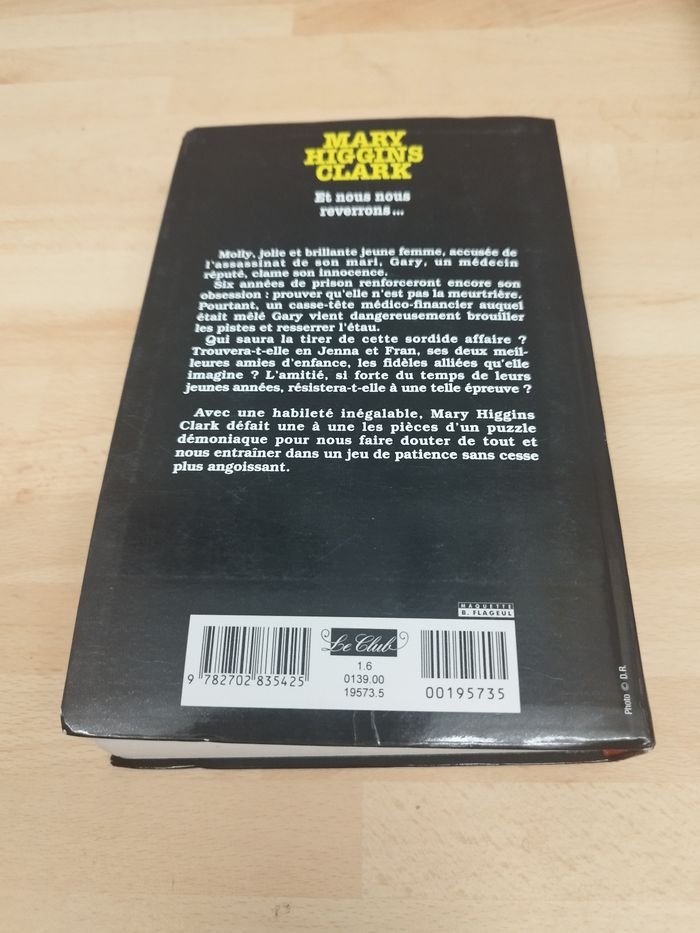 MARY
HIGGINS
CLARK
Et nous nous
reverrons...
Molly, jolie et brillante jeune femme, accusée de
l'assassinat de son mari, Gary, un médecin
réputé, clame son innocence.
Six années de prison renforceront encore son
obsession : prouver qu'elle n'est pas la meurtrière.
Pourtant, un casse-tête médico-financier auquel
était mêlé Gary vient dangereusement brouiller
les pistes et resserrer l'étau.
Qui saura la tirer de cette sordide affaire ?
Trouvera-t-elle en Jenna et Fran, ses deux meil-
leures amies d'enfance, les fidèles alliées qu'elle
imagine ? L'amitié, si forte du temps de leurs
jeunes années, résistera-t-elle à une telle épreuve ?
Avec une habileté inégalable, Mary Higgins
Clark défait une à une les pièces d'un puzzle
démoniaque pour nous faire douter de tout et
nous entraîner dans un jeu de patience sans cesse
plus angoissant.
MAQUETTE
B. FLAGEUL
Le Club
1.6
0139.00
19573.5
9 782702 835425
00195735
Photo © D.R.